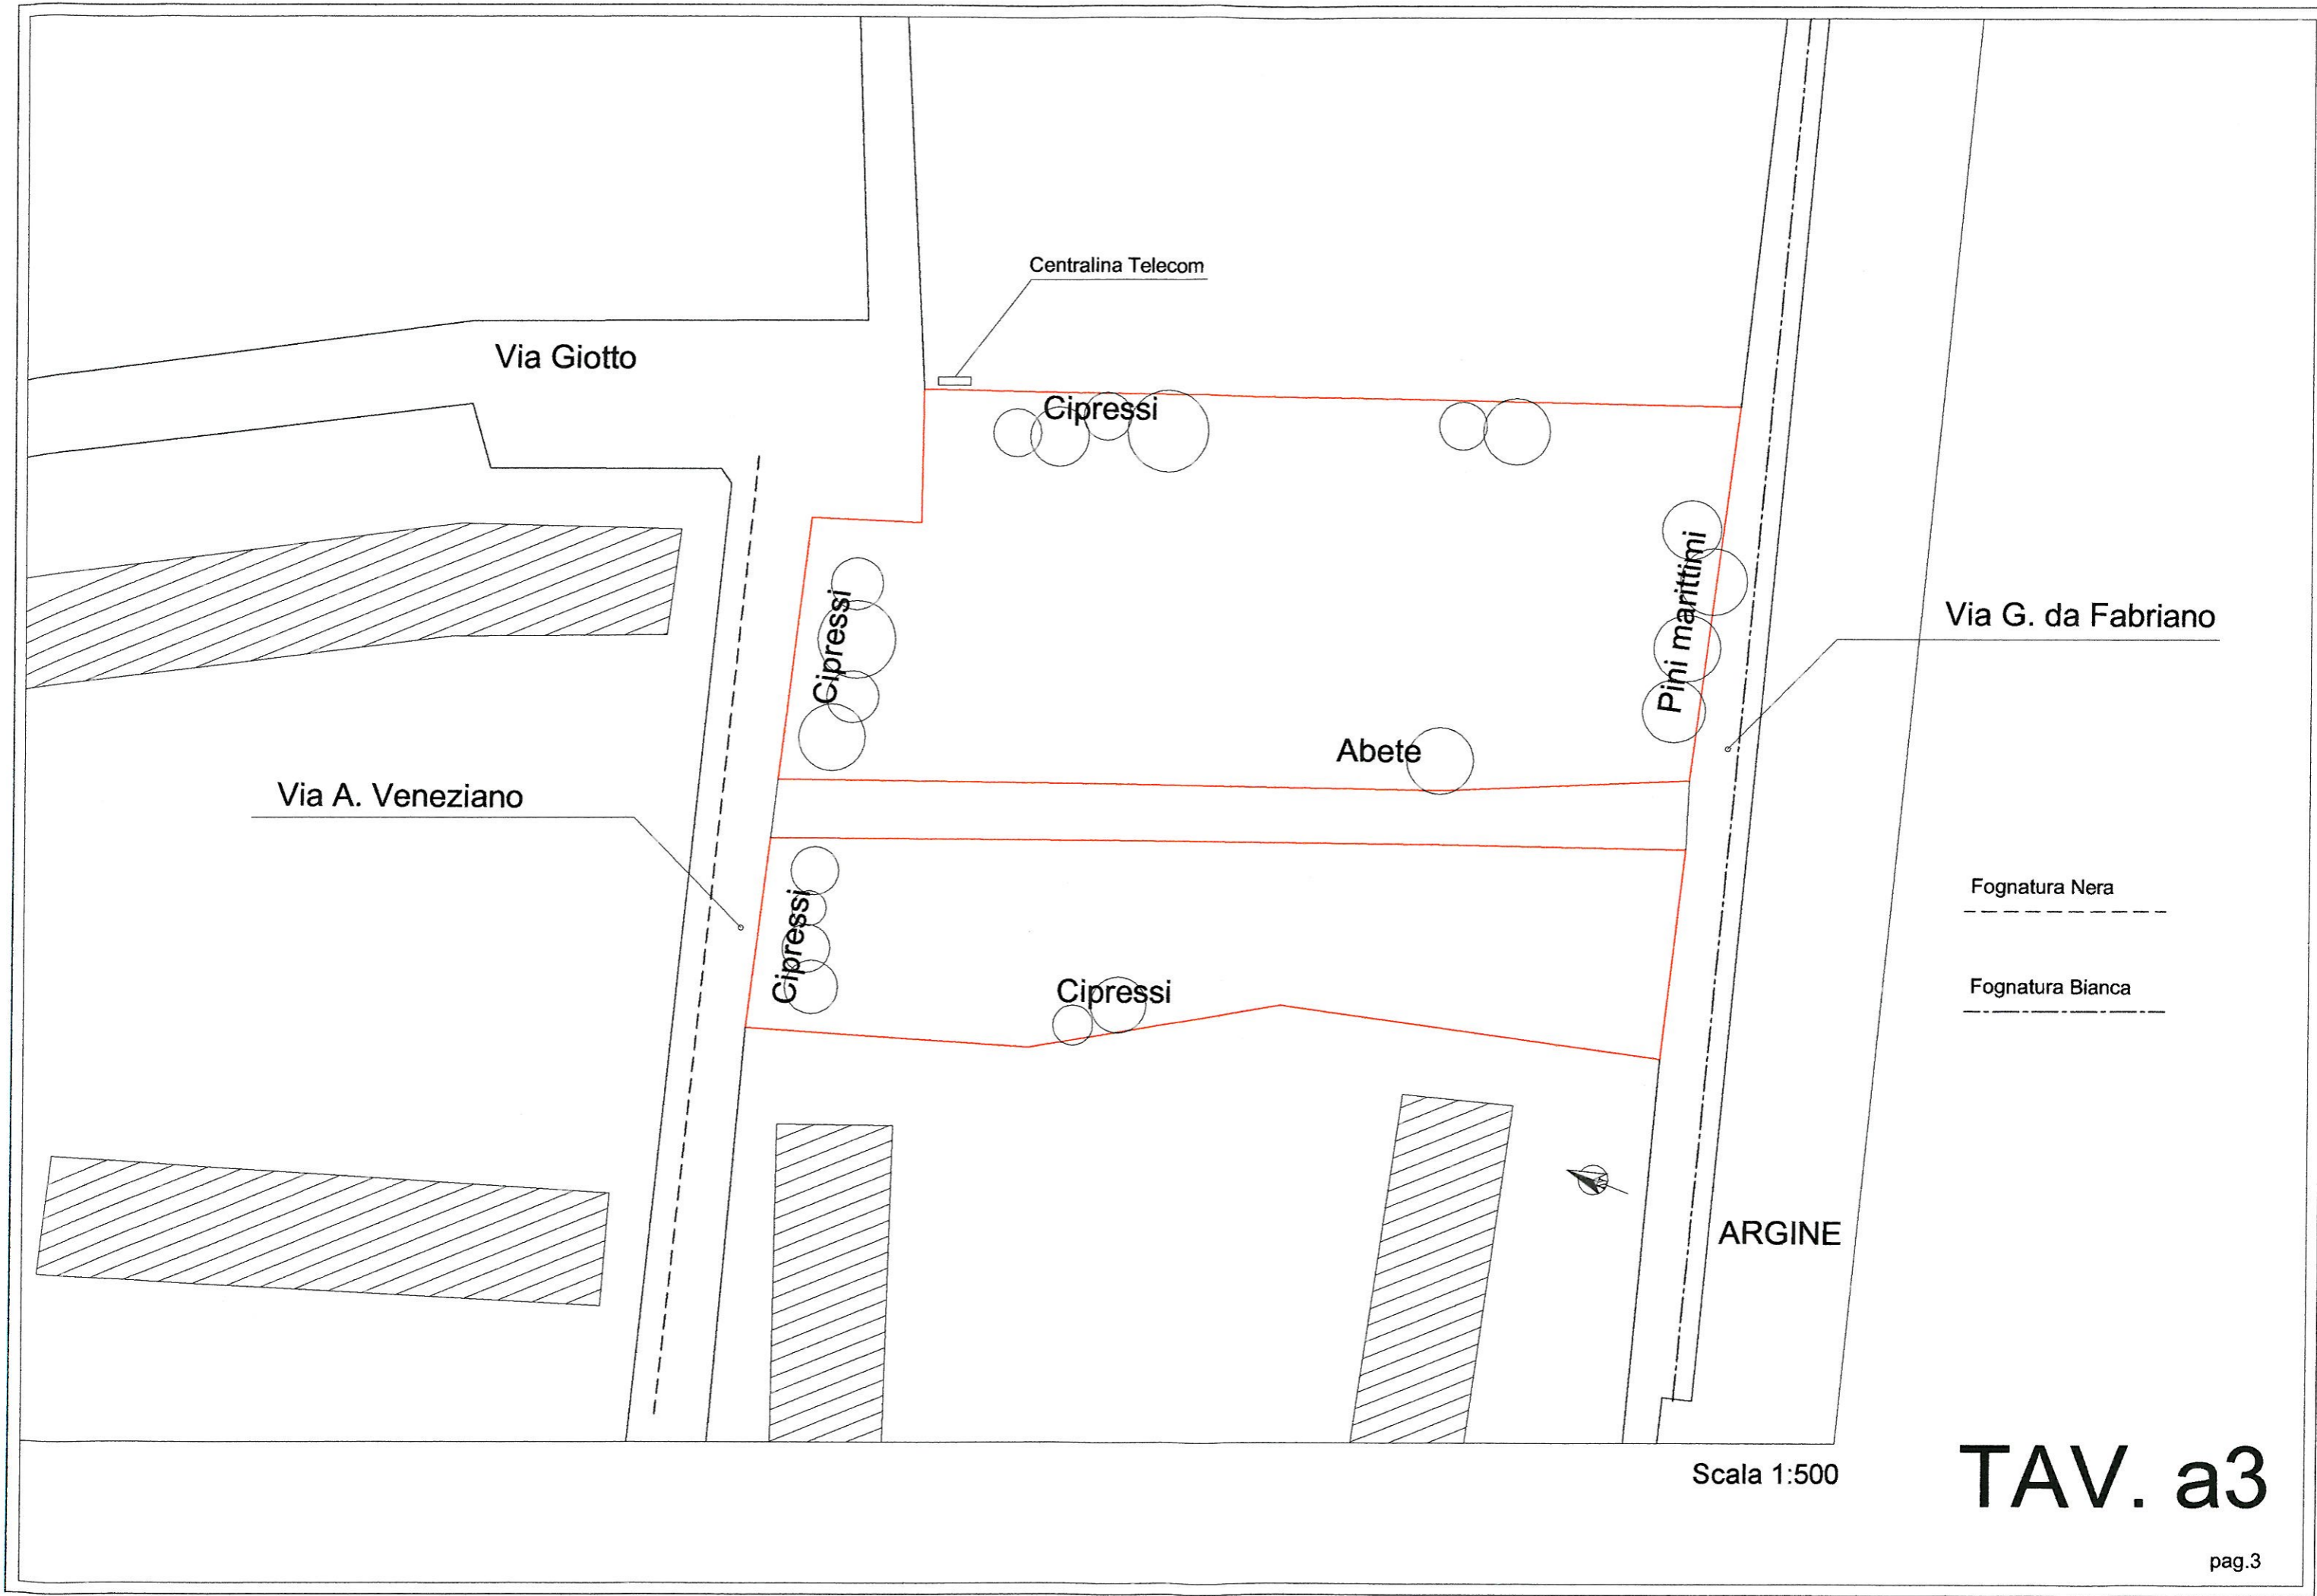 Centralina Telecom
Via Giotto
Cipressi
Cipressi
Pini marittimi
Via G. da Fabriano
Abete
Via A. Veneziano
Cipressi
Cipressi
Fognatura Nera
Fognatura Bianca
ARGINE
Scala 1:500
TAV. a3
pag.3